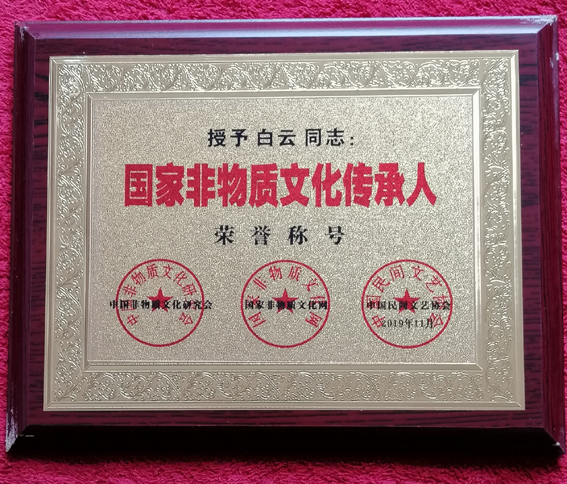 授予 白云 同志：
国家非物质文化传承人
荣誉称号
中国非物质文化研究会 国家非物质文化网 中国民间文艺协会
2019年11月